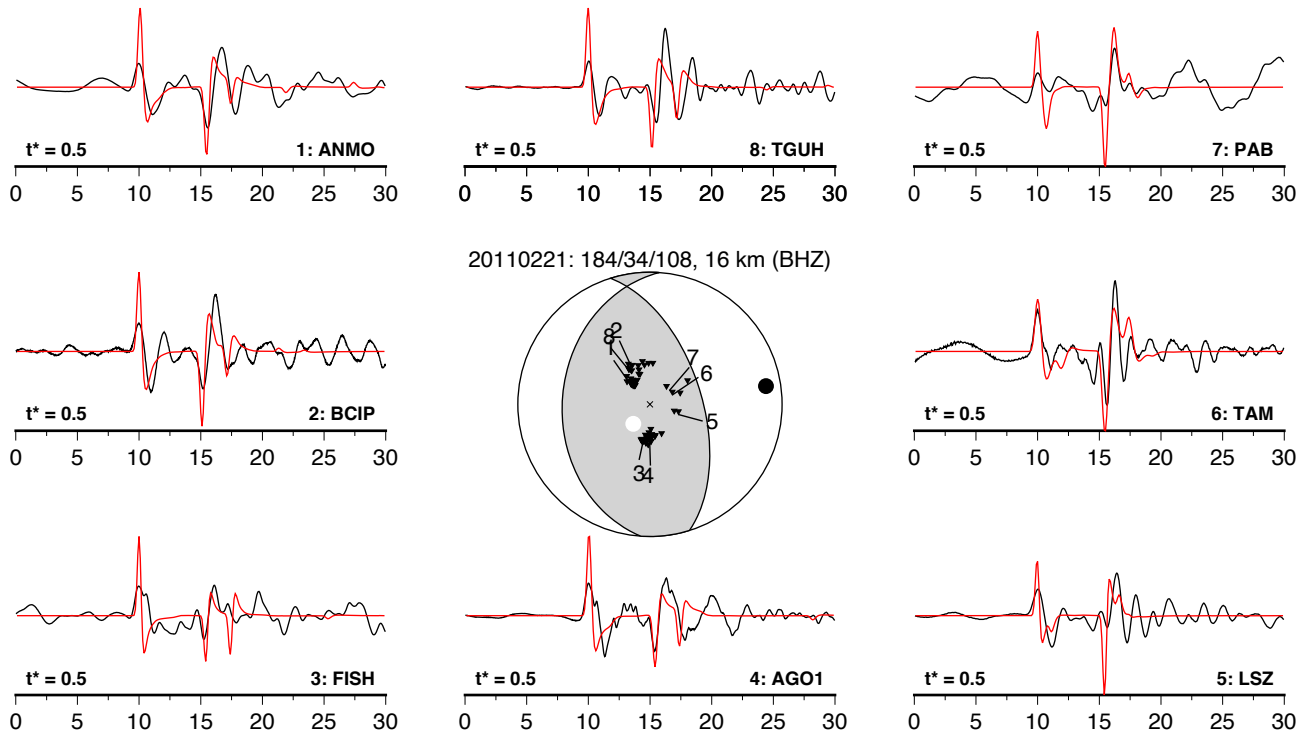 t* = 0.5 1: ANMO
0 5 10 15 20 25 30
t* = 0.5 8: TGUH
0 5 10 15 20 25 30
t* = 0.5 7: PAB
0 5 10 15 20 25 30
20110221: 184/34/108, 16 km (BHZ)
t* = 0.5 2: BCIP
0 5 10 15 20 25 30
8 2
1
7
6
5
3 4
t* = 0.5 6: TAM
0 5 10 15 20 25 30
t* = 0.5 3: FISH
0 5 10 15 20 25 30
t* = 0.5 4: AGO1
0 5 10 15 20 25 30
t* = 0.5 5: LSZ
0 5 10 15 20 25 30